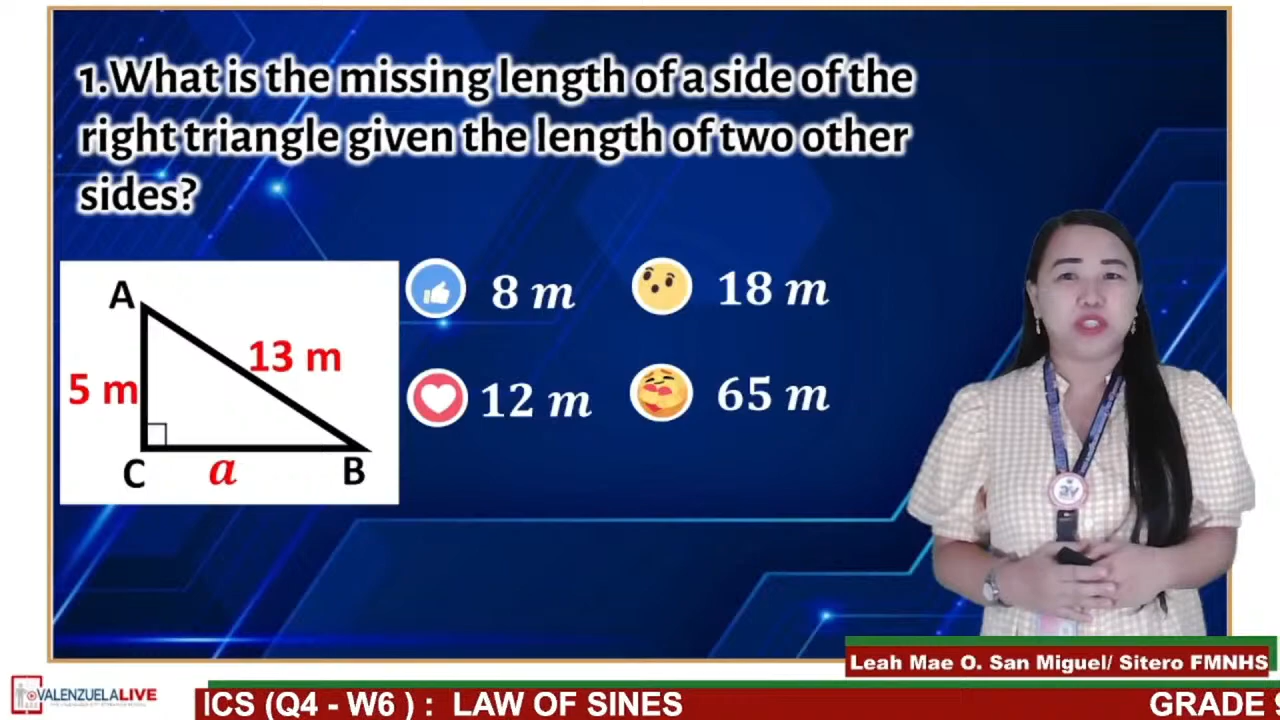 1.What is the missing length of a side of the
right triangle given the length of two other
sides?
A
13 m
5 m
C
a
B
8 m
18 m
12 m
65 m
Leah Mae O. San Miguel/ Sitero FMNHS
VALENZUELALIVE
ICS (Q4 - W6 ) : LAW OF SINES
GRADE